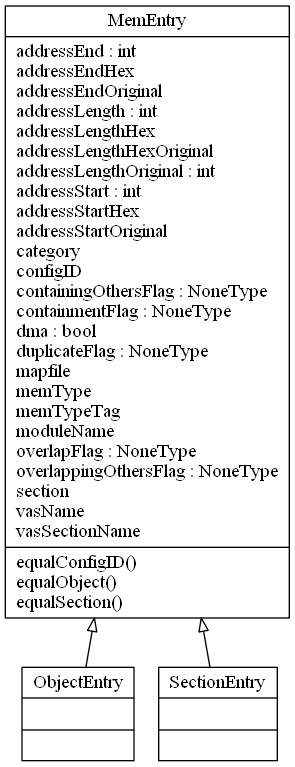 MemEntry
addressEnd : int
addressEndHex
addressEndOriginal
addressLength : int
addressLengthHex
addressLengthHexOriginal
addressLengthOriginal : int
addressStart : int
addressStartHex
addressStartOriginal
category
configID
containingOthersFlag : NoneType
containmentFlag : NoneType
dma : bool
duplicateFlag : NoneType
mapfile
memType
memTypeTag
moduleName
overlapFlag : NoneType
overlappingOthersFlag : NoneType
section
vasName
vasSectionName
equalConfigID()
equalObject()
equalSection()
ObjectEntry
SectionEntry